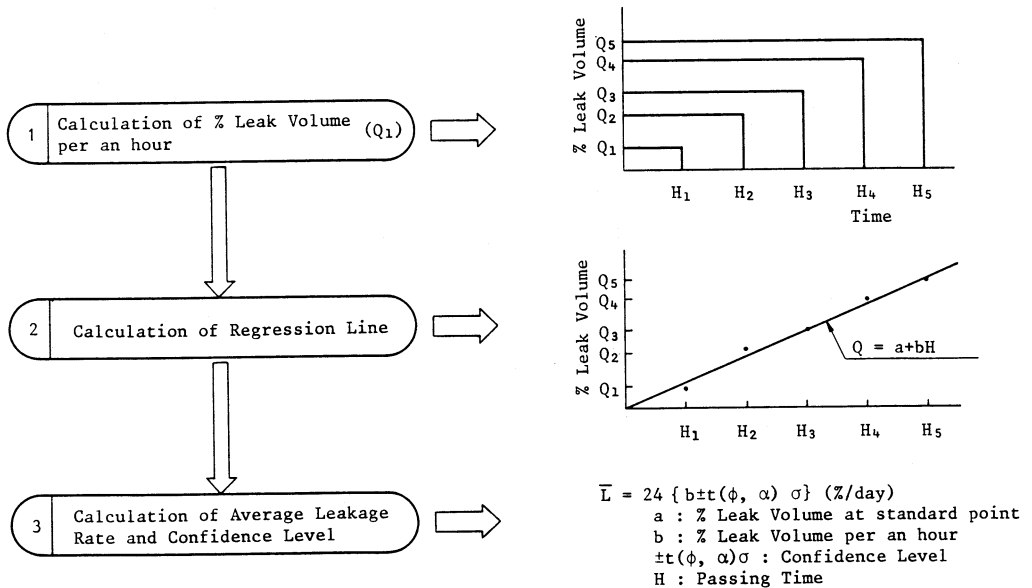 1
Calculation of % Leak Volume (Q1)
per an hour
% Leak Volume
Q5
Q4
Q3
Q2
Q1
H1 H2 H3 H4 H5
Time
2
Calculation of Regression Line
% Leak Volume
Q5
Q4
Q3
Q2
Q1
Q = a+bH
H1 H2 H3 H4 H5
3
Calculation of Average Leakage
Rate and Confidence Level
L̅ = 24 { b±t(φ, α) σ} (%/day)
a : % Leak Volume at standard point
b : % Leak Volume per an hour
±t(φ, α)σ : Confidence Level
H : Passing Time